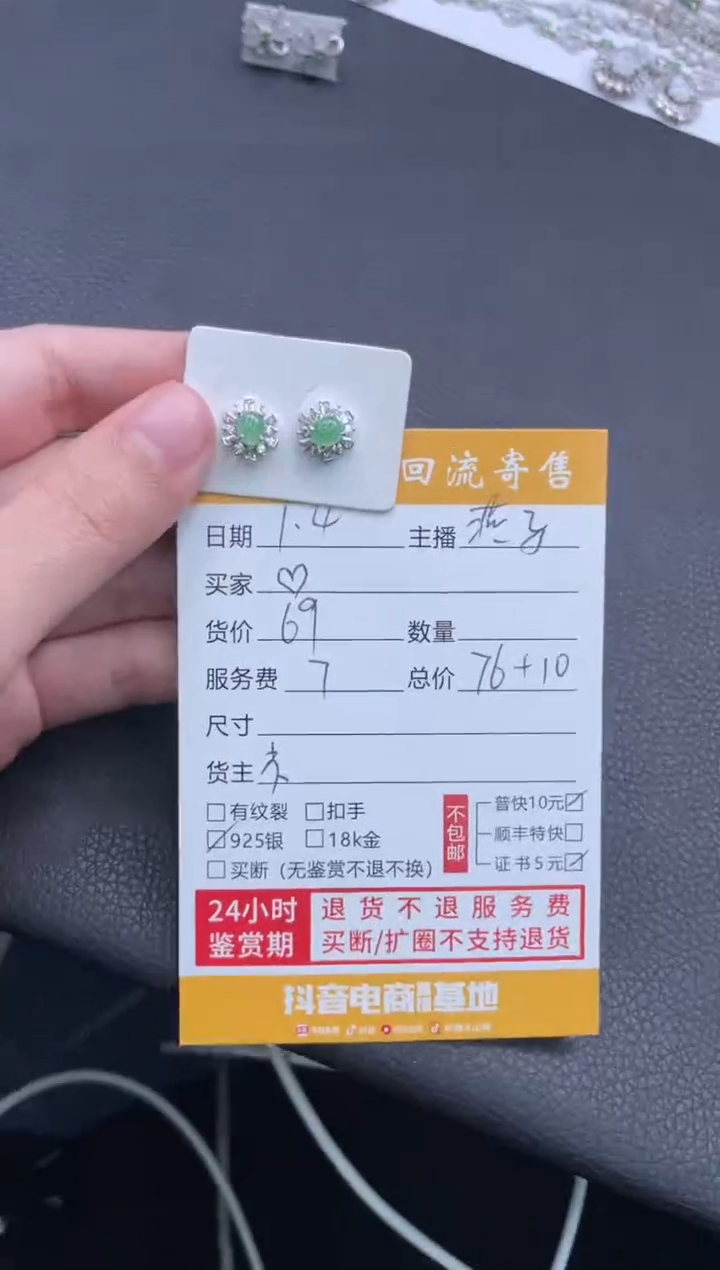 回流寄售
日期 1.4 主播 燕子
买家 ♡
货价 69 数量
服务费 7 总价 76+10
尺寸
货主
□有纹裂 □扣手
☑925银 □18k金
□买断（无鉴赏不退不换）
不包邮
普快10元☑
顺丰特快□
证书5元☑
24小时鉴赏期
退货不退服务费
买断/扩圈不支持退货
抖音电商 基地